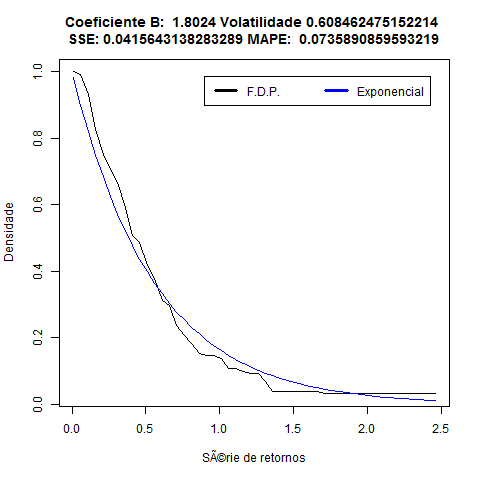 Coeficiente B:  1.8024 Volatilidade 0.608462475152214
SSE: 0.0415643138283289 MAPE:  0.0735890859593219
F.D.P.
Exponencial
Densidade
1.0
0.8
0.6
0.4
0.2
0.0
0.0 0.5 1.0 1.5 2.0 2.5
SÃ©rie de retornos